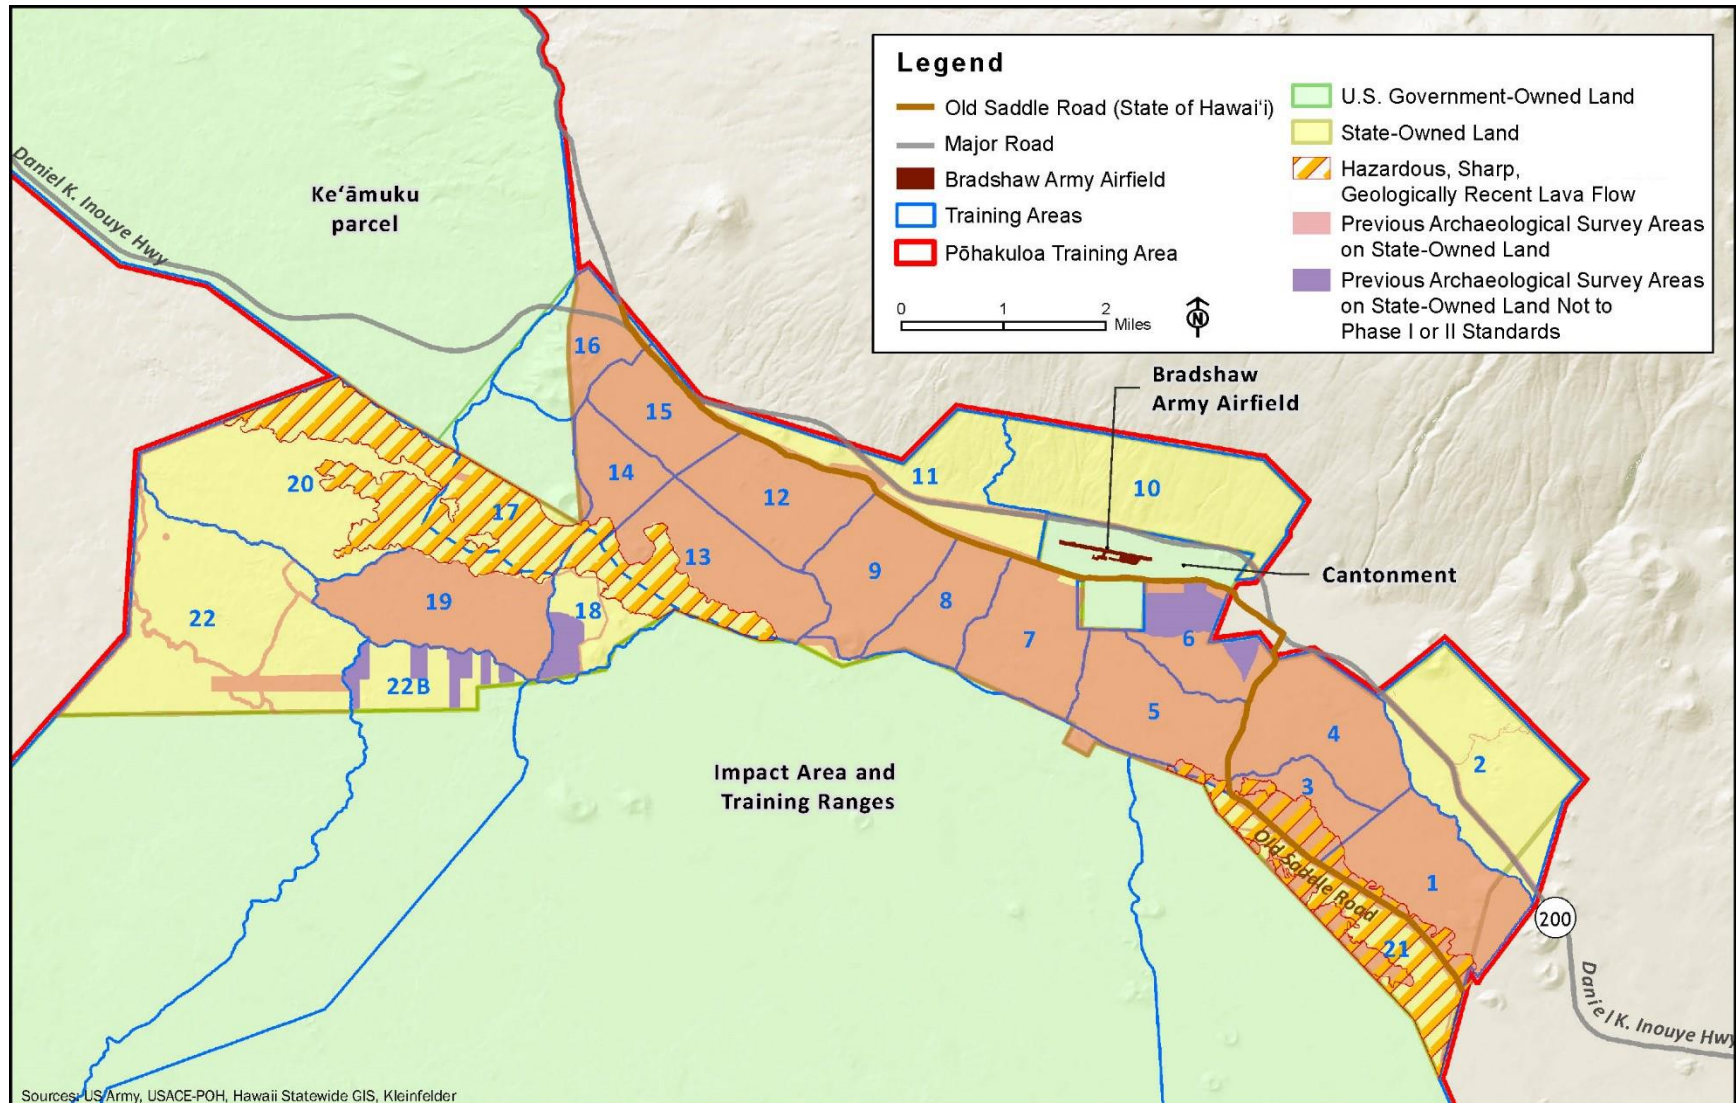 Legend
Old Saddle Road (State of Hawaiʻi)
Major Road
Bradshaw Army Airfield
Training Areas
Pōhakuloa Training Area
0 1 2
Miles
N
U.S. Government-Owned Land
State-Owned Land
Hazardous, Sharp,
Geologically Recent Lava Flow
Previous Archaeological Survey Areas
on State-Owned Land
Previous Archaeological Survey Areas
on State-Owned Land Not to
Phase I or II Standards
Daniel K. Inouye Hwy
Keʻāmuku
parcel
16
15
14
12
11
10
Bradshaw
Army Airfield
Cantonment
20
17
13
9
8
7
6
19
18
22
22B
5
4
3
2
1
21
Impact Area and
Training Ranges
Old Saddle Road
200
Daniel K. Inouye Hwy
Sources: US Army, USACE-POH, Hawaii Statewide GIS, Kleinfelder